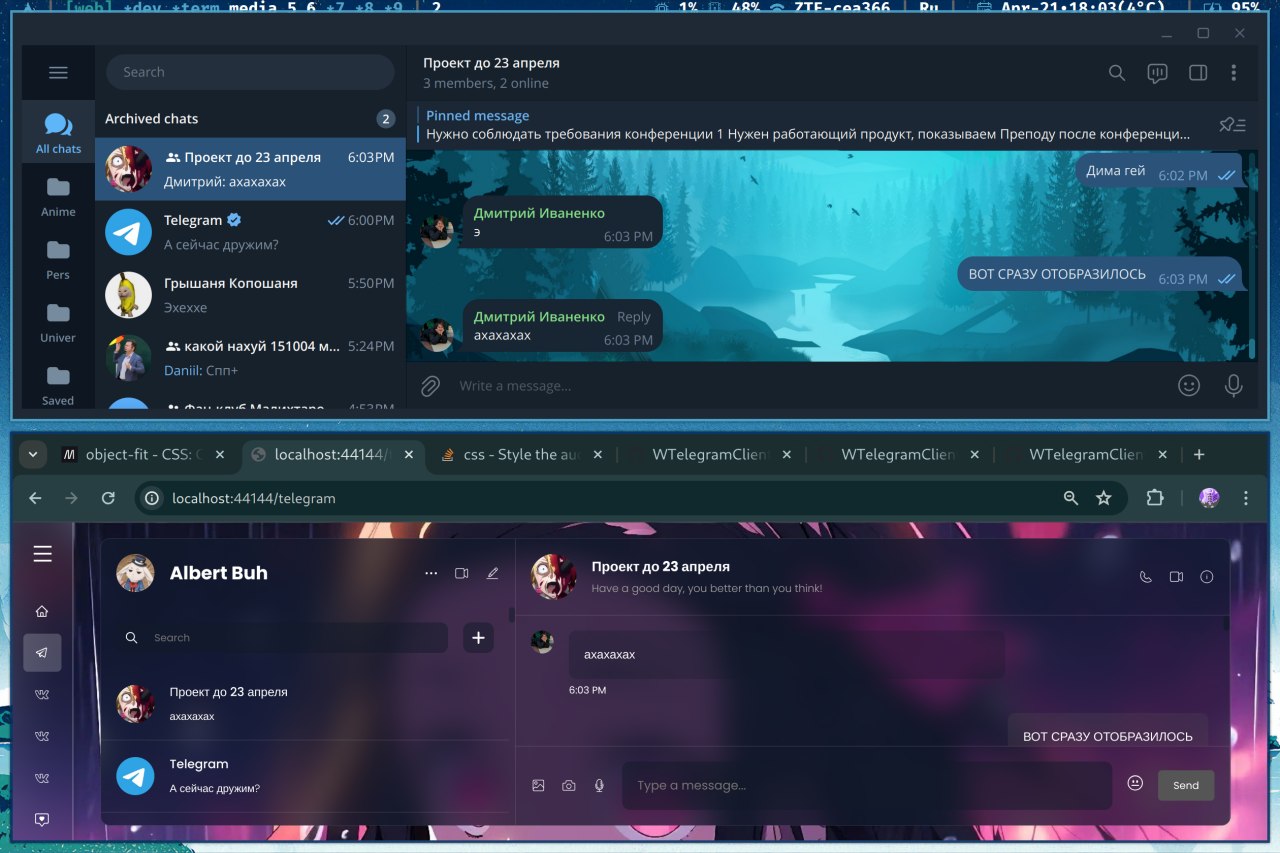 [web] *dev *term media 5 6 *7 *8 *9 | 2
1% 48% ZTE-cea366 | Ru | Apr-21•18:03(4°C) | 95%
Search
Проект до 23 апреля
3 members, 2 online
Archived chats
2
Pinned message
Нужно соблюдать требования конференции 1 Нужен работающий продукт, показываем Преподу после конференци...
All chats
Anime
Pers
Univer
Saved
Проект до 23 апреля 6:03PM
Дмитрий: ахахахах
Telegram 6:00PM
А сейчас дружим?
Грышаня Копошаня 5:50PM
Эхеххе
какой нахуй 151004 м... 5:24PM
Daniil: Спп+
Фан клуб Малихтаро 4:53PM
Дима гей 6:02 PM
Дмитрий Иваненко
э
6:03 PM
ВОТ СРАЗУ ОТОБРАЗИЛОСЬ 6:03 PM
Дмитрий Иваненко Reply
ахахахах
6:03 PM
Write a message...
object-fit - CSS: C
localhost:44144/
css - Style the au
WTelegramClien
WTelegramClien
WTelegramClien
localhost:44144/telegram
Albert Buh
Search
Проект до 23 апреля
ахахахах
Telegram
А сейчас дружим?
Проект до 23 апреля
Have a good day, you better than you think!
ахахахах
6:03 PM
ВОТ СРАЗУ ОТОБРАЗИЛОСЬ
Type a message...
Send